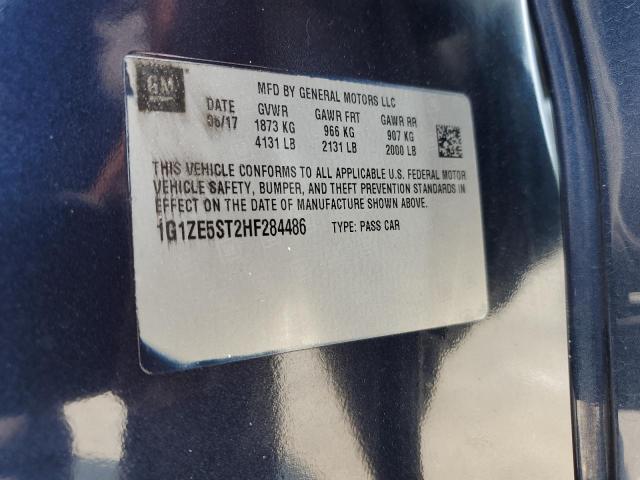 GM
MFD BY GENERAL MOTORS LLC
DATE GVWR GAWR FRT GAWR RR
06/17 1873 KG 966 KG 907 KG
4131 LB 2131 LB 2000 LB
THIS VEHICLE CONFORMS TO ALL APPLICABLE U.S. FEDERAL MOTOR
VEHICLE SAFETY, BUMPER, AND THEFT PREVENTION STANDARDS IN
EFFECT ON THE DATE OF MANUFACTURE SHOWN ABOVE.
1G1ZE5ST2HF284486 TYPE: PASS CAR